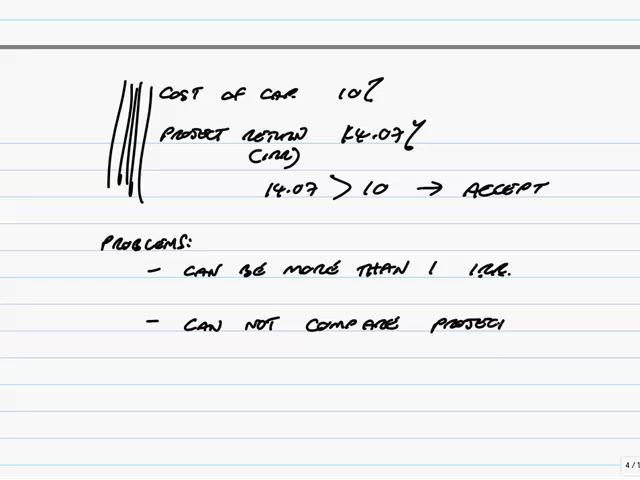 COST OF CAP 10%
PROJECT RETURN 14.07%
(IRR)
14.07 > 10 → ACCEPT
PROBLEMS:
- CAN BE MORE THAN 1 IRR.
- CAN NOT COMPARE PROJECT
4 / 1